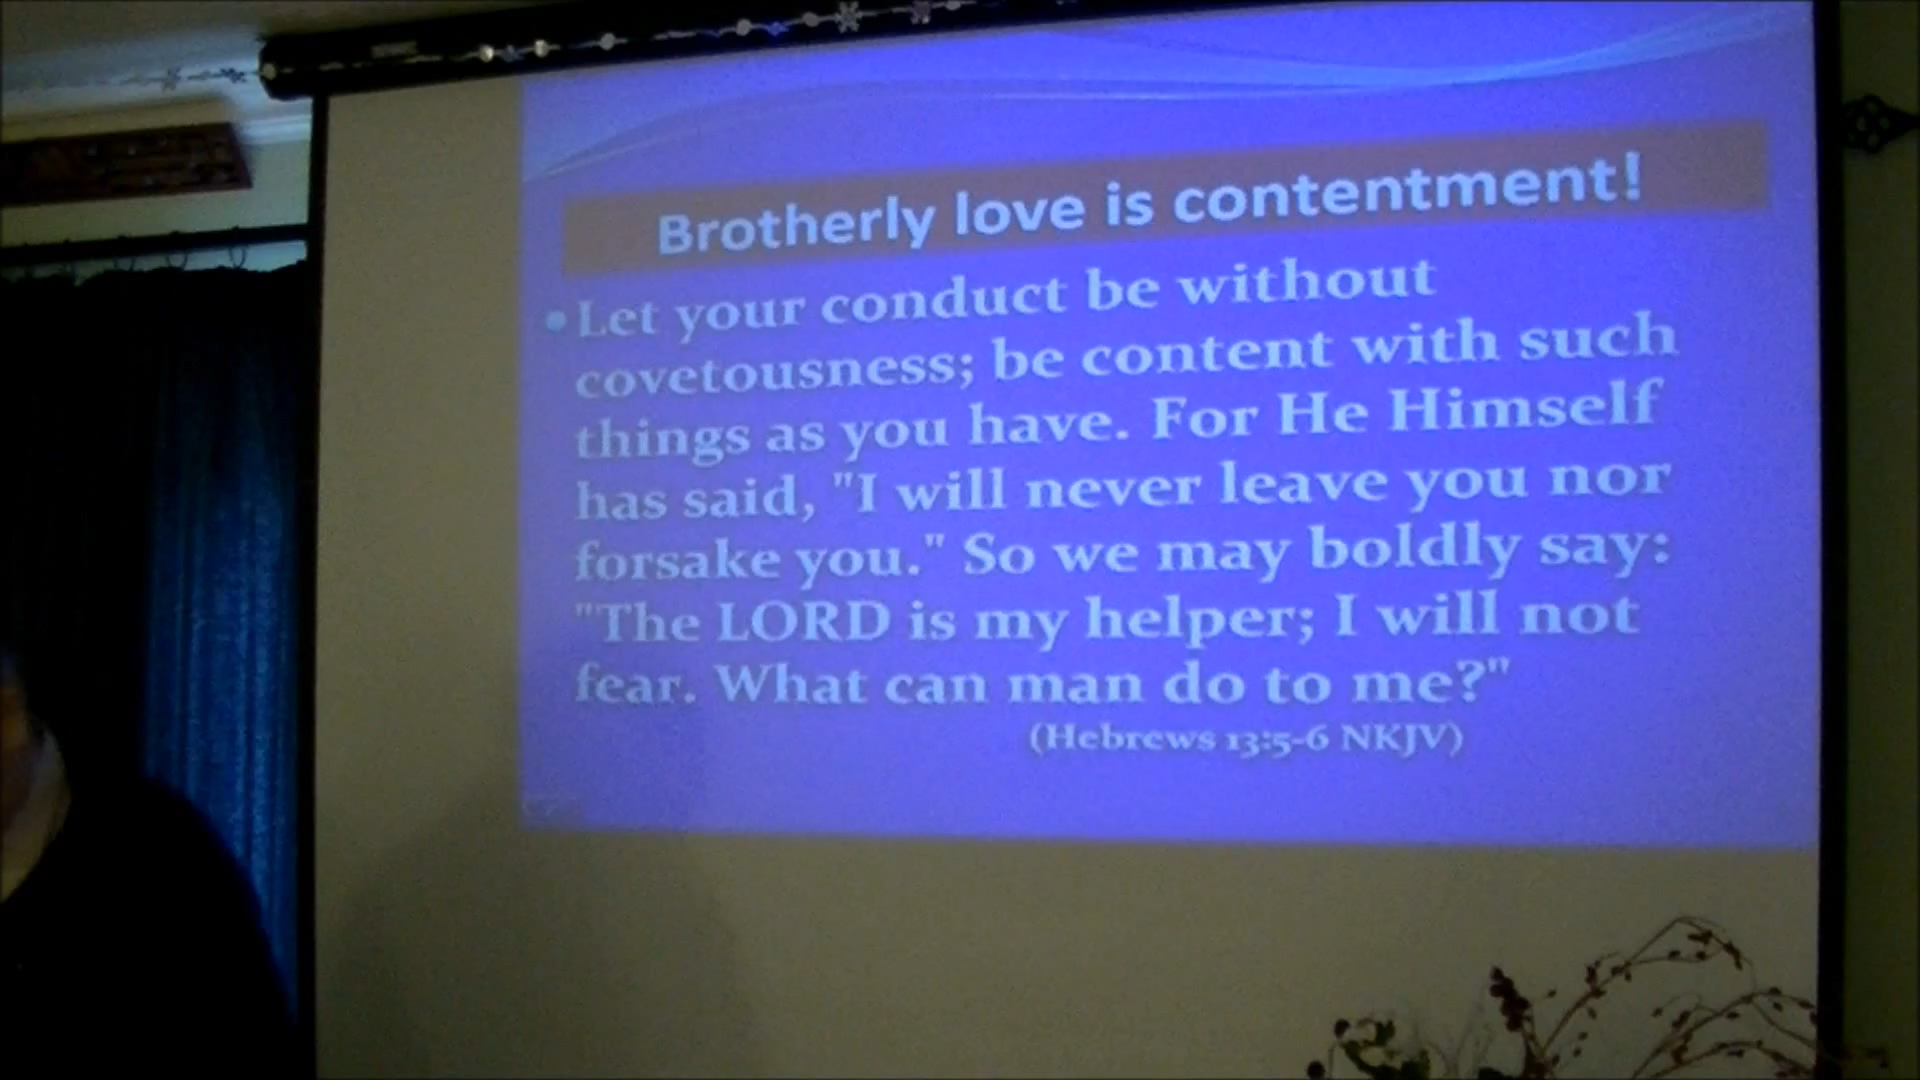 Brotherly love is contentment!
• Let your conduct be without
covetousness; be content with such
things as you have. For He Himself
has said, "I will never leave you nor
forsake you." So we may boldly say:
"The LORD is my helper; I will not
fear. What can man do to me?"
(Hebrews 13:5-6 NKJV)